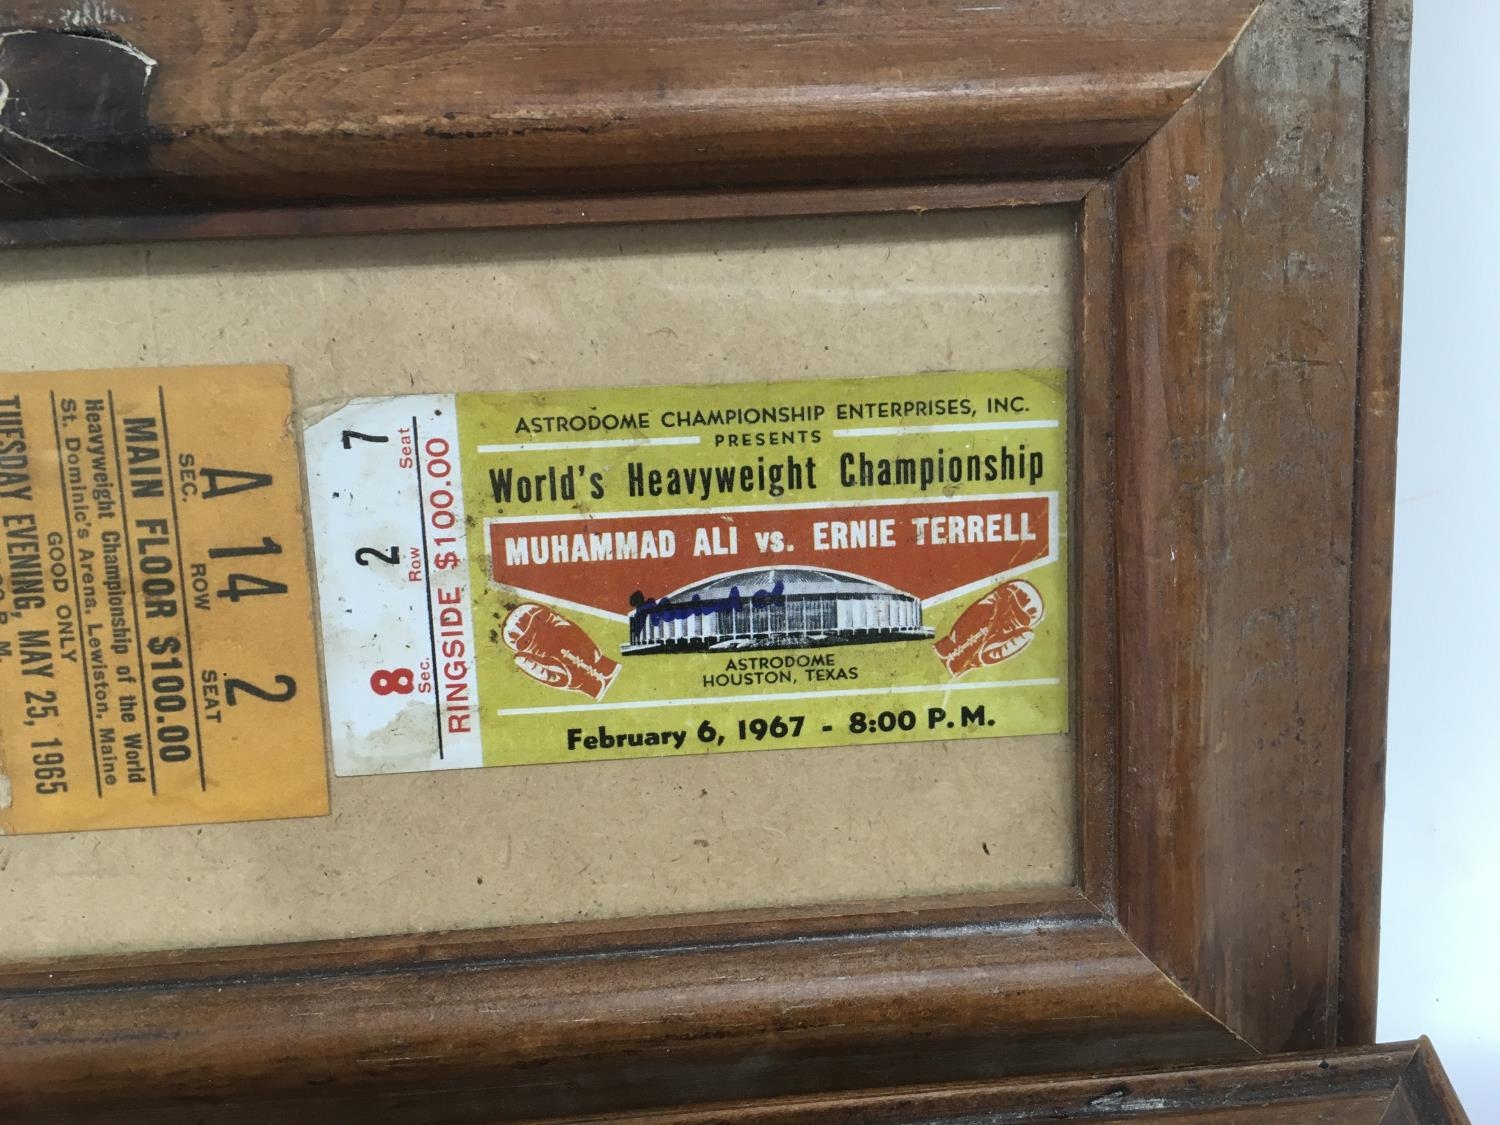 A 14 2
SEC. ROW SEAT
MAIN FLOOR $100.00
Heavyweight Championship of the World
St. Dominic's Arena, Lewiston, Maine
GOOD ONLY
TUESDAY EVENING, MAY 25, 1965
P. M.
8 2 7
Sec. Row Seat
RINGSIDE $100.00
ASTRODOME CHAMPIONSHIP ENTERPRISES, INC.
PRESENTS
World's Heavyweight Championship
MUHAMMAD ALI vs. ERNIE TERRELL
ASTRODOME
HOUSTON, TEXAS
February 6, 1967 - 8:00 P.M.